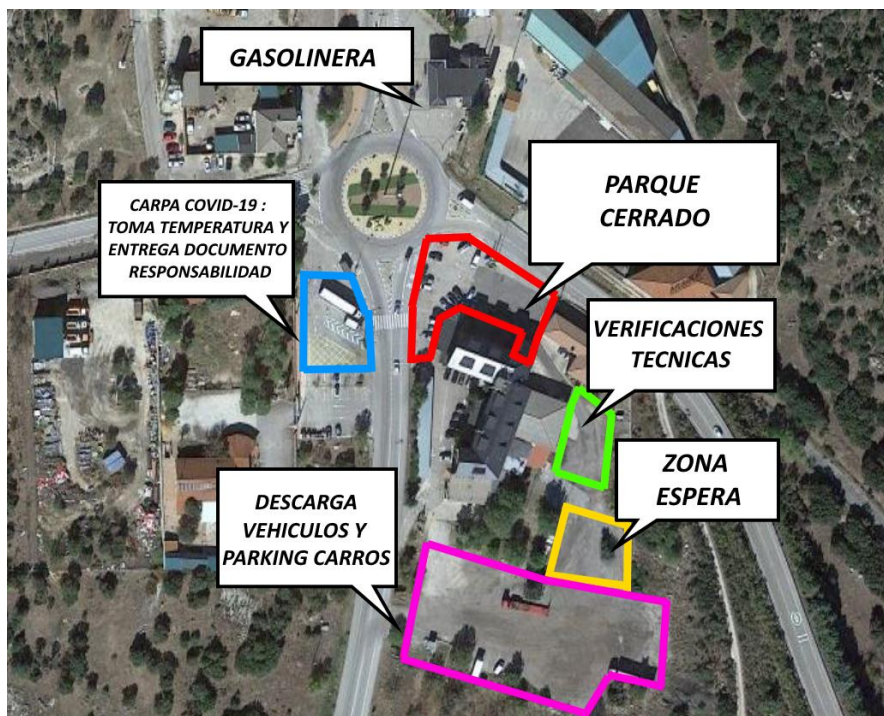 GASOLINERA
PARQUE
CERRADO
CARPA COVID-19 :
TOMA TEMPERATURA Y
ENTREGA DOCUMENTO
RESPONSABILIDAD
VERIFICACIONES
TECNICAS
ZONA
ESPERA
DESCARGA
VEHICULOS Y
PARKING CARROS